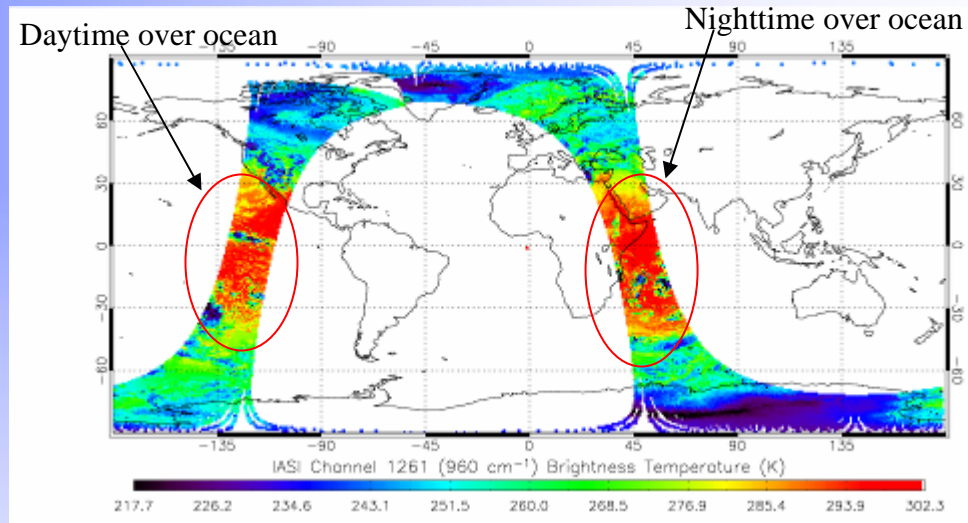 Nighttime over ocean
Daytime over ocean
-135 -90 -45 0 45 90 135
60 60
30 30
0 0
-30 -30
-60 -60
-135 -90 -45 0 45 90 135
IASI Channel 1261 (960 cm⁻¹) Brightness Temperature (K)
217.7 226.2 234.6 243.1 251.5 260.0 268.5 276.9 285.4 293.9 302.3